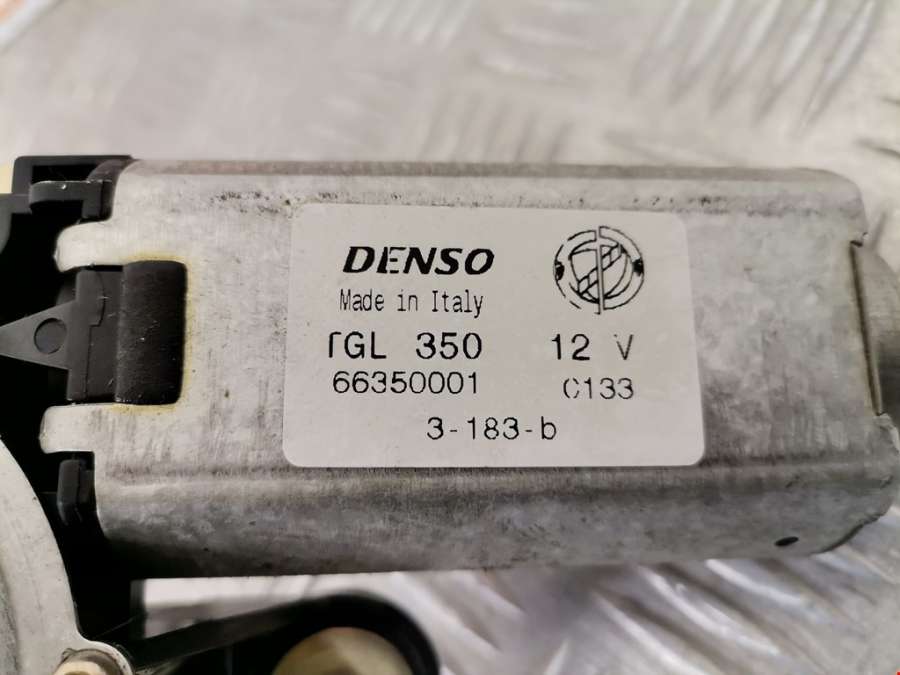 DENSO
Made in Italy
TGL 350 12 V
66350001 C133
3-183-b